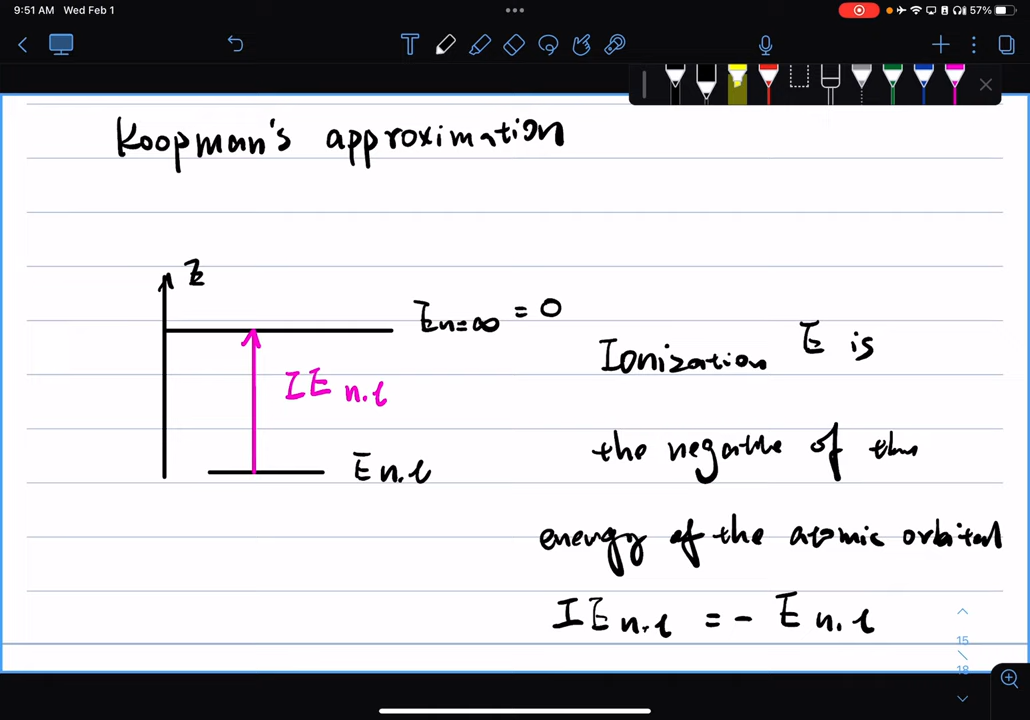 9:51 AM Wed Feb 1
57%
Koopman's approximation
E
En=∞ = 0
Ionization E is
IE n.l
the negative of the
E n.l
energy of the atomic orbital
IE n.l = - E n.l
15
18